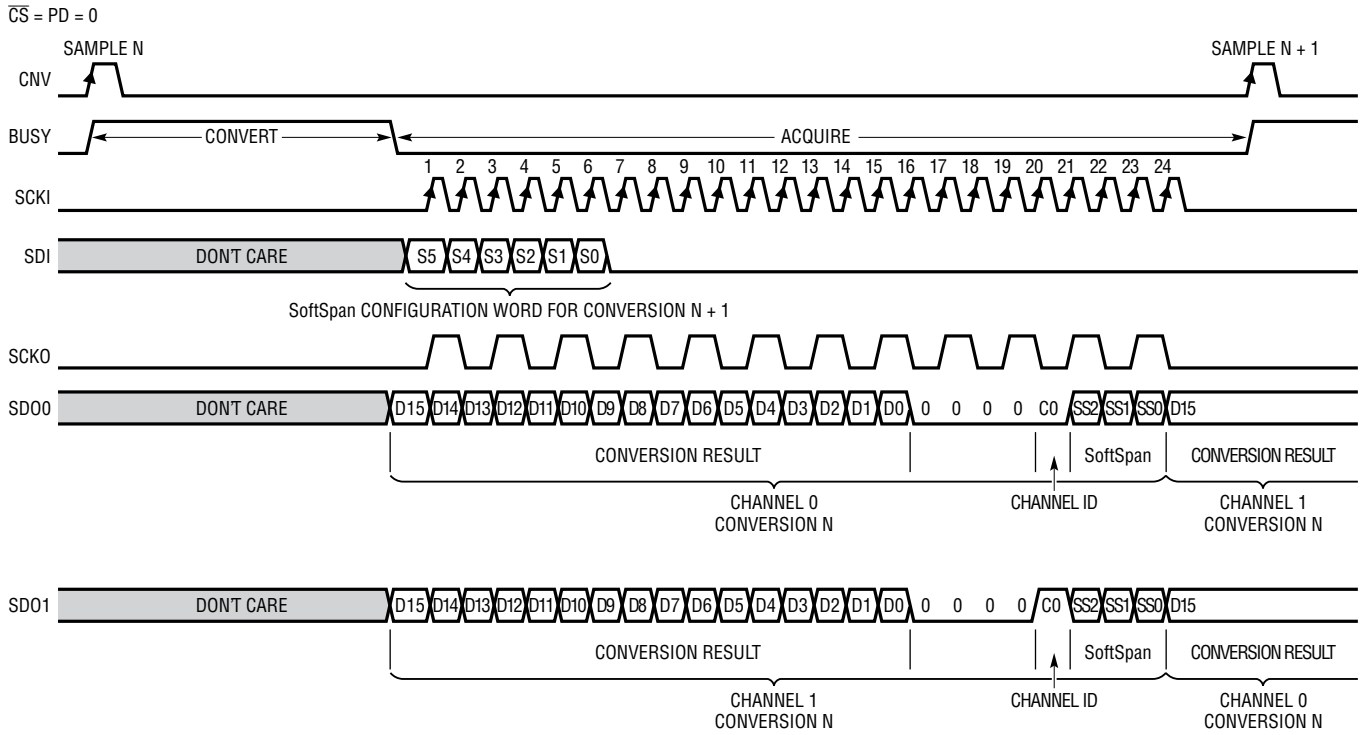 CS = PD = 0
SAMPLE N SAMPLE N + 1
CNV
BUSY CONVERT ACQUIRE
1 2 3 4 5 6 7 8 9 10 11 12 13 14 15 16 17 18 19 20 21 22 23 24
SCKI
SDI DON'T CARE S5 S4 S3 S2 S1 S0
SoftSpan CONFIGURATION WORD FOR CONVERSION N + 1
SCKO
SDO0 DON'T CARE D15 D14 D13 D12 D11 D10 D9 D8 D7 D6 D5 D4 D3 D2 D1 D0 0 0 0 0 C0 SS2 SS1 SS0 D15
CONVERSION RESULT SoftSpan CONVERSION RESULT
CHANNEL 0 CHANNEL ID CHANNEL 1
CONVERSION N CONVERSION N
SDO1 DON'T CARE D15 D14 D13 D12 D11 D10 D9 D8 D7 D6 D5 D4 D3 D2 D1 D0 0 0 0 0 C0 SS2 SS1 SS0 D15
CONVERSION RESULT SoftSpan CONVERSION RESULT
CHANNEL 1 CHANNEL ID CHANNEL 0
CONVERSION N CONVERSION N